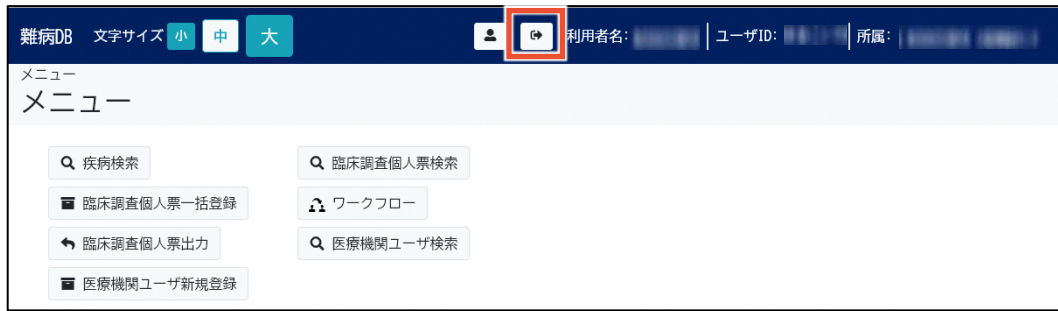 難病DB 文字サイズ 小 中 大 利用者名: ユーザID: 所属:
メニュー
メニュー
疾病検索 臨床調査個人票検索
臨床調査個人票一括登録 ワークフロー
臨床調査個人票出力 医療機関ユーザ検索
医療機関ユーザ新規登録